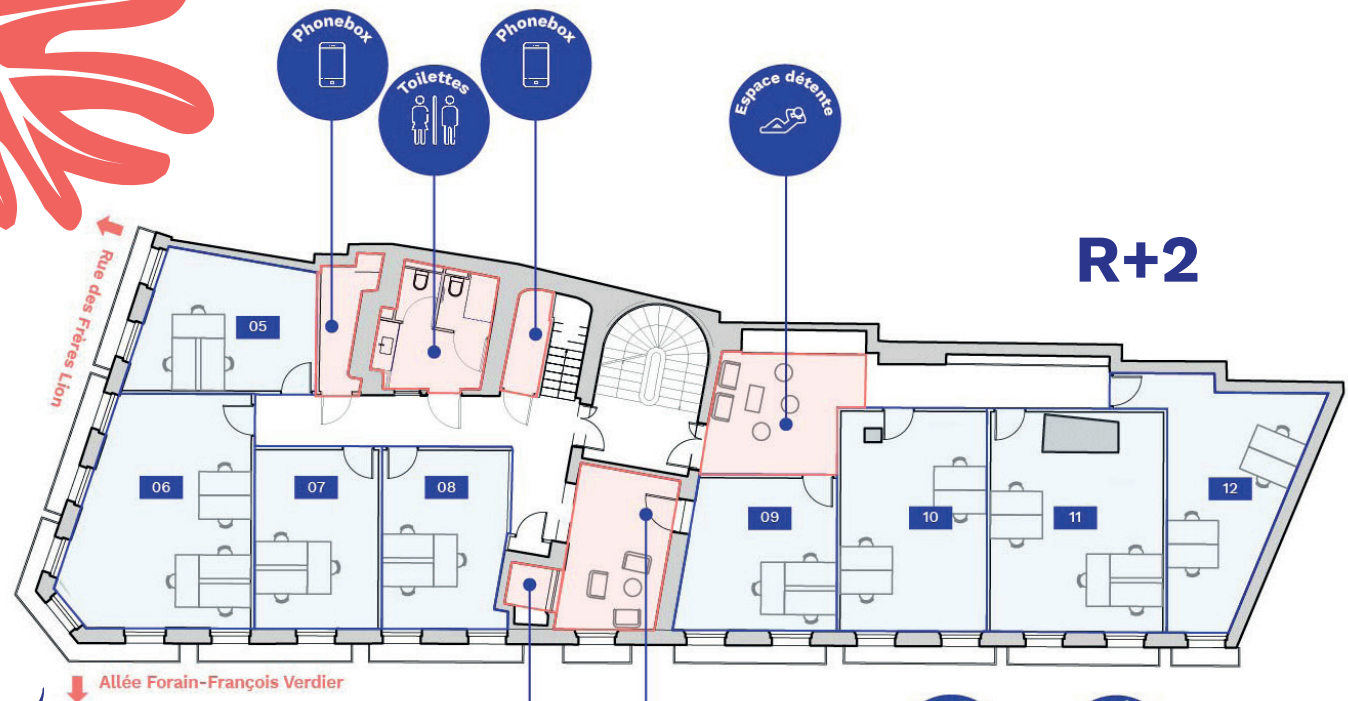 Phonebox
Phonebox
Toilettes
Espace détente
R+2
Rue des Frères Lion
05
06
07
08
09
10
11
12
Allée Forain-François Verdier